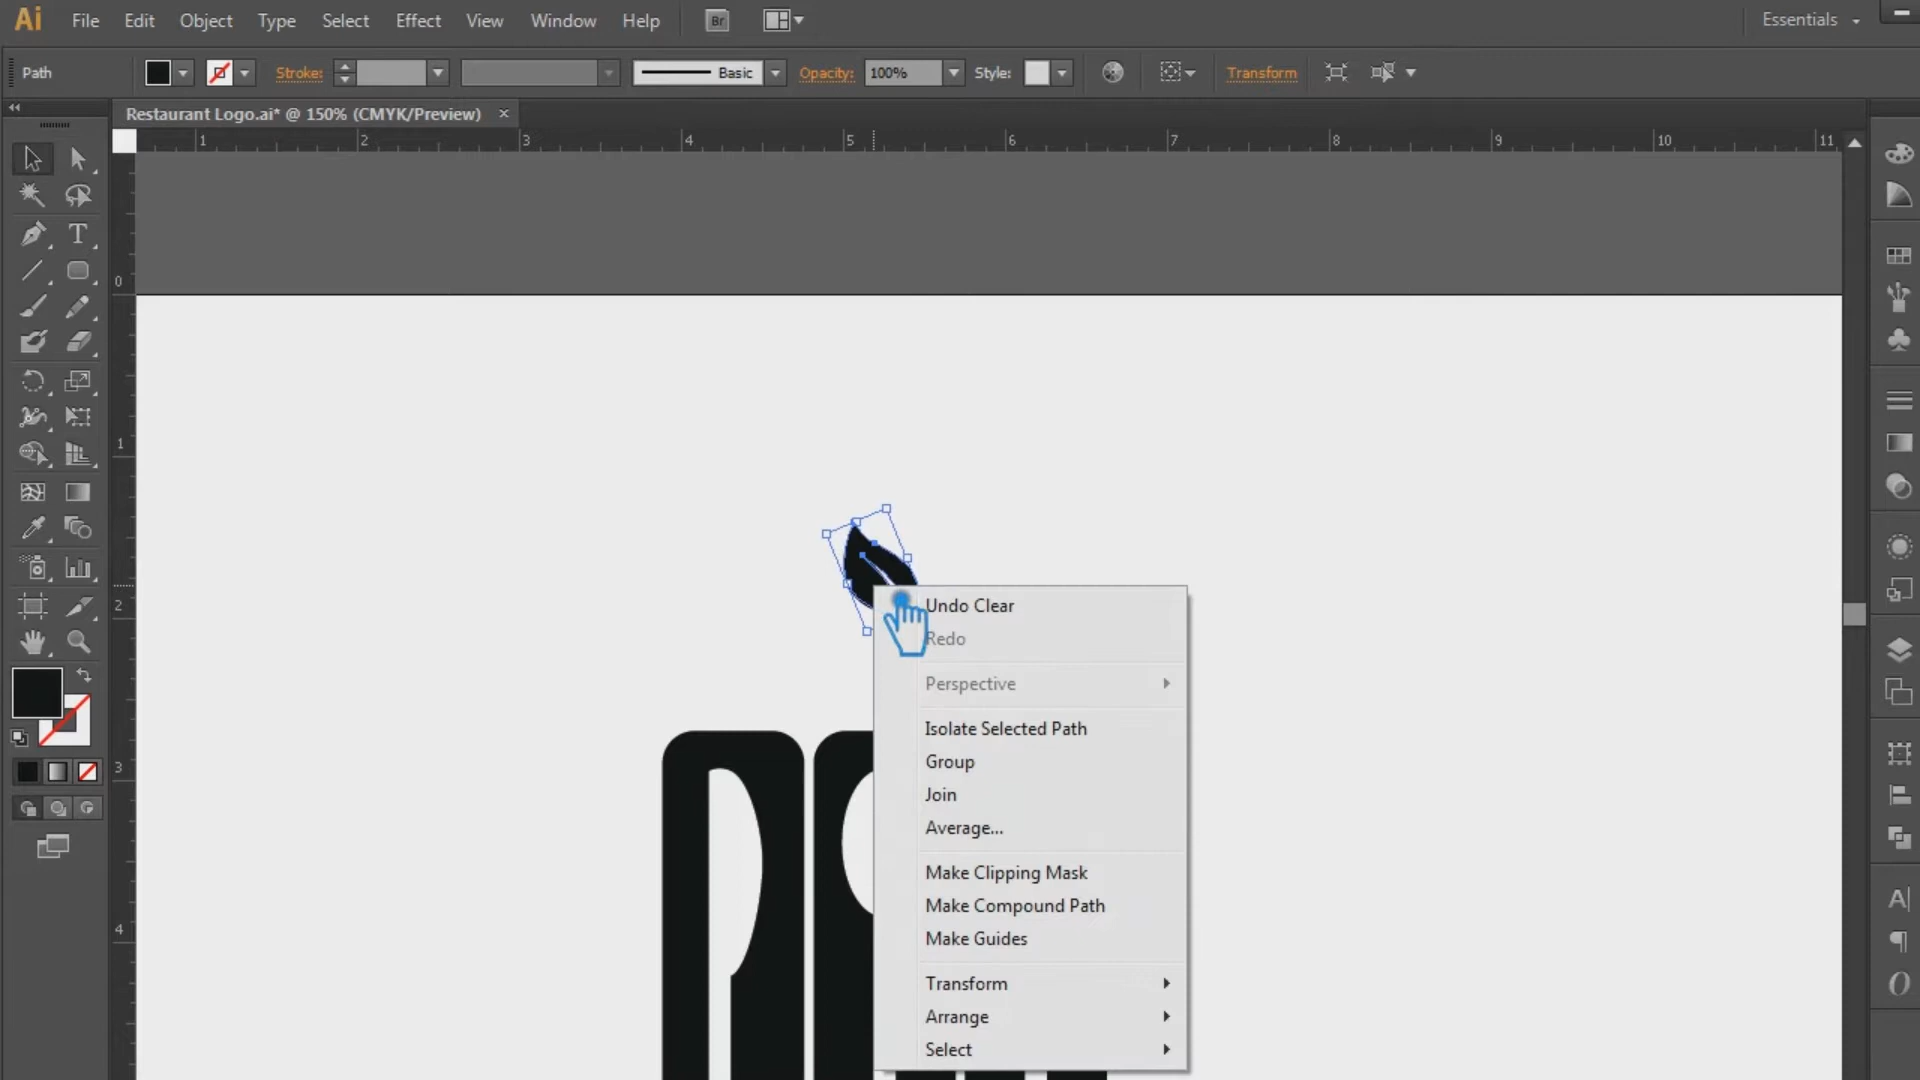 Ai File Edit Object Type Select Effect View Window Help Br Essentials
Path Stroke: Basic Opacity: 100% Style: Transform
Restaurant Logo.ai* @ 150% (CMYK/Preview) ×
1 2 3 4 5 6 7 8 9 10 11
0
1
2
3
4
Undo Clear
Redo
Perspective
Isolate Selected Path
Group
Join
Average...
Make Clipping Mask
Make Compound Path
Make Guides
Transform
Arrange
Select